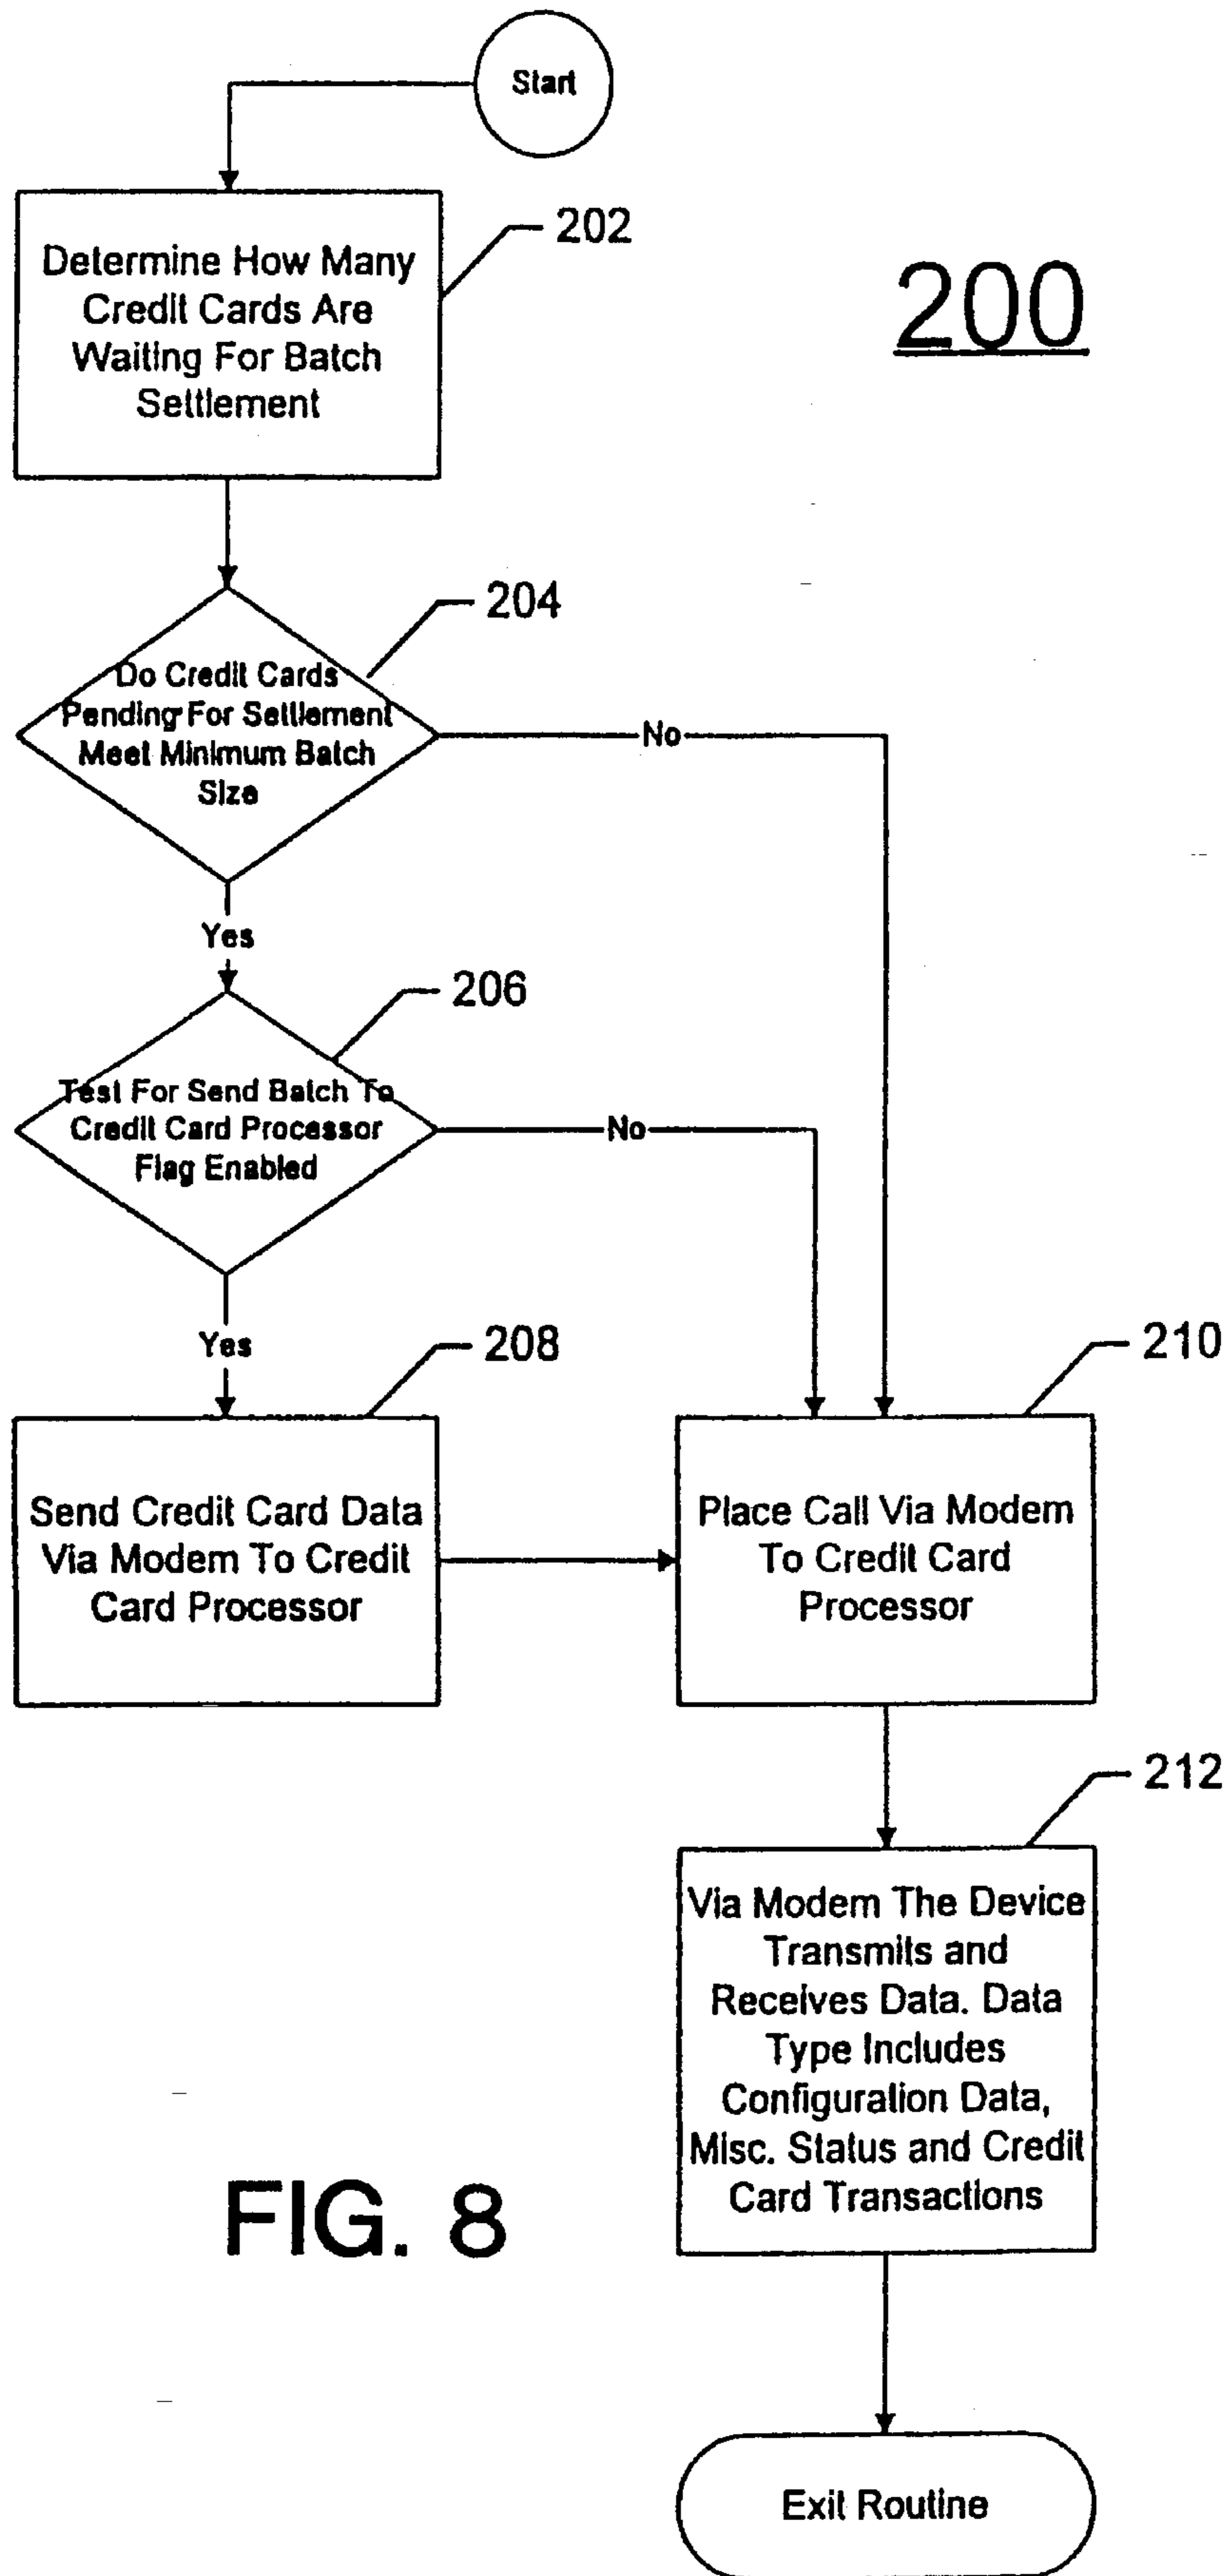 Start
202
200
Determine How Many
Credit Cards Are
Waiting For Batch
Settlement
204
Do Credit Cards
Pending For Settlement
Meet Minimum Batch
Size
No
Yes
206
Test For Send Batch To
Credit Card Processor
Flag Enabled
No
Yes
208
210
Send Credit Card Data
Via Modem To Credit
Card Processor
Place Call Via Modem
To Credit Card
Processor
212
Via Modem The Device
Transmits and
Receives Data. Data
Type Includes
Configuration Data,
Misc. Status and Credit
Card Transactions
FIG. 8
Exit Routine